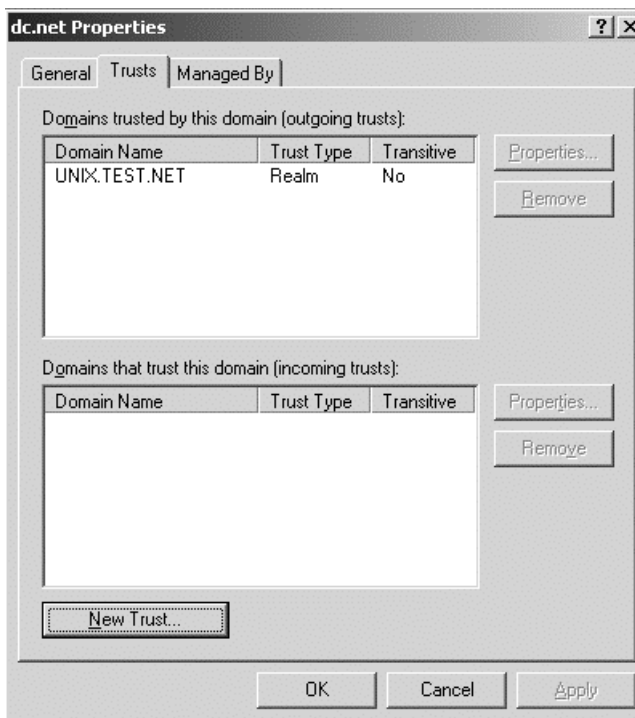 dc.net Properties
General Trusts Managed By
Domains trusted by this domain (outgoing trusts):
Domain Name Trust Type Transitive
UNIX.TEST.NET Realm No
Properties...
Remove
Domains that trust this domain (incoming trusts):
Domain Name Trust Type Transitive
Properties...
Remove
New Trust...
OK Cancel Apply